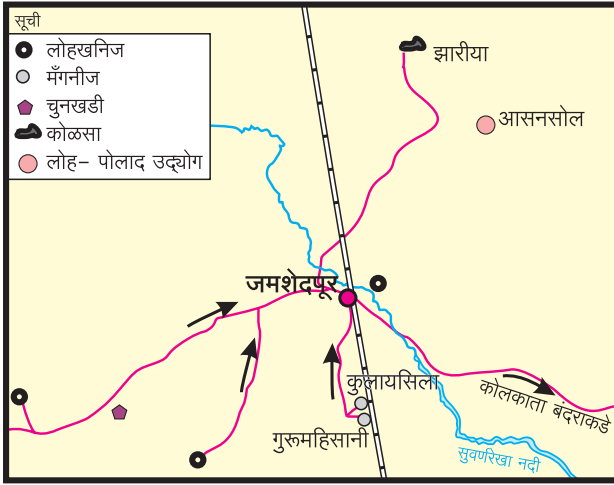 सूची
लोहखनिज
मँगनीज
चुनखडी
कोळसा
लोह- पोलाद उद्योग
झारीया
आसनसोल
जमशेदपूर
कुलायसिला
गुरूमहिसानी
कोलकाता बंदराकडे
सुवर्णरेखा नदी